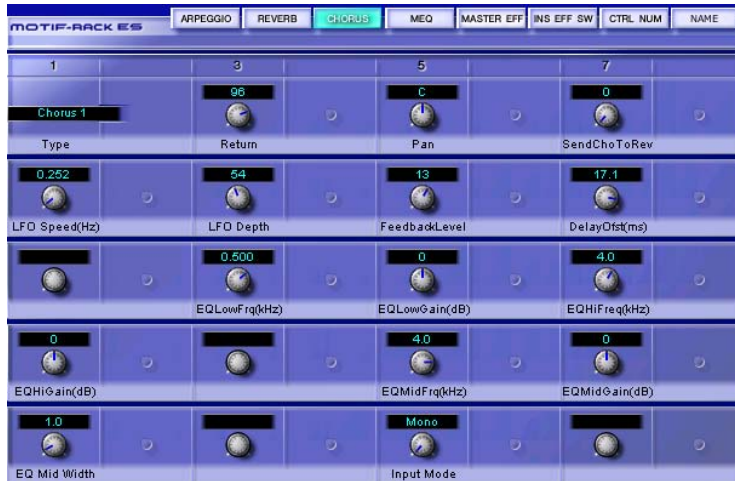 MOTIF-RACK ES
ARPEGGIO REVERB CHORUS MEQ MASTER EFF INS EFF SW CTRL NUM NAME
1 3 5 7
96 C 0
Chorus 1
Type Return Pan SendChoToRev
0.252 54 13 17.1
LFO Speed(Hz) LFO Depth FeedbackLevel DelayOfst(ms)
0.500 0 4.0
EQLowFrq(kHz) EQLowGain(dB) EQHiFreq(kHz)
0 4.0 0
EQHiGain(dB) EQMidFrq(kHz) EQMidGain(dB)
1.0 Mono
EQ Mid Width Input Mode